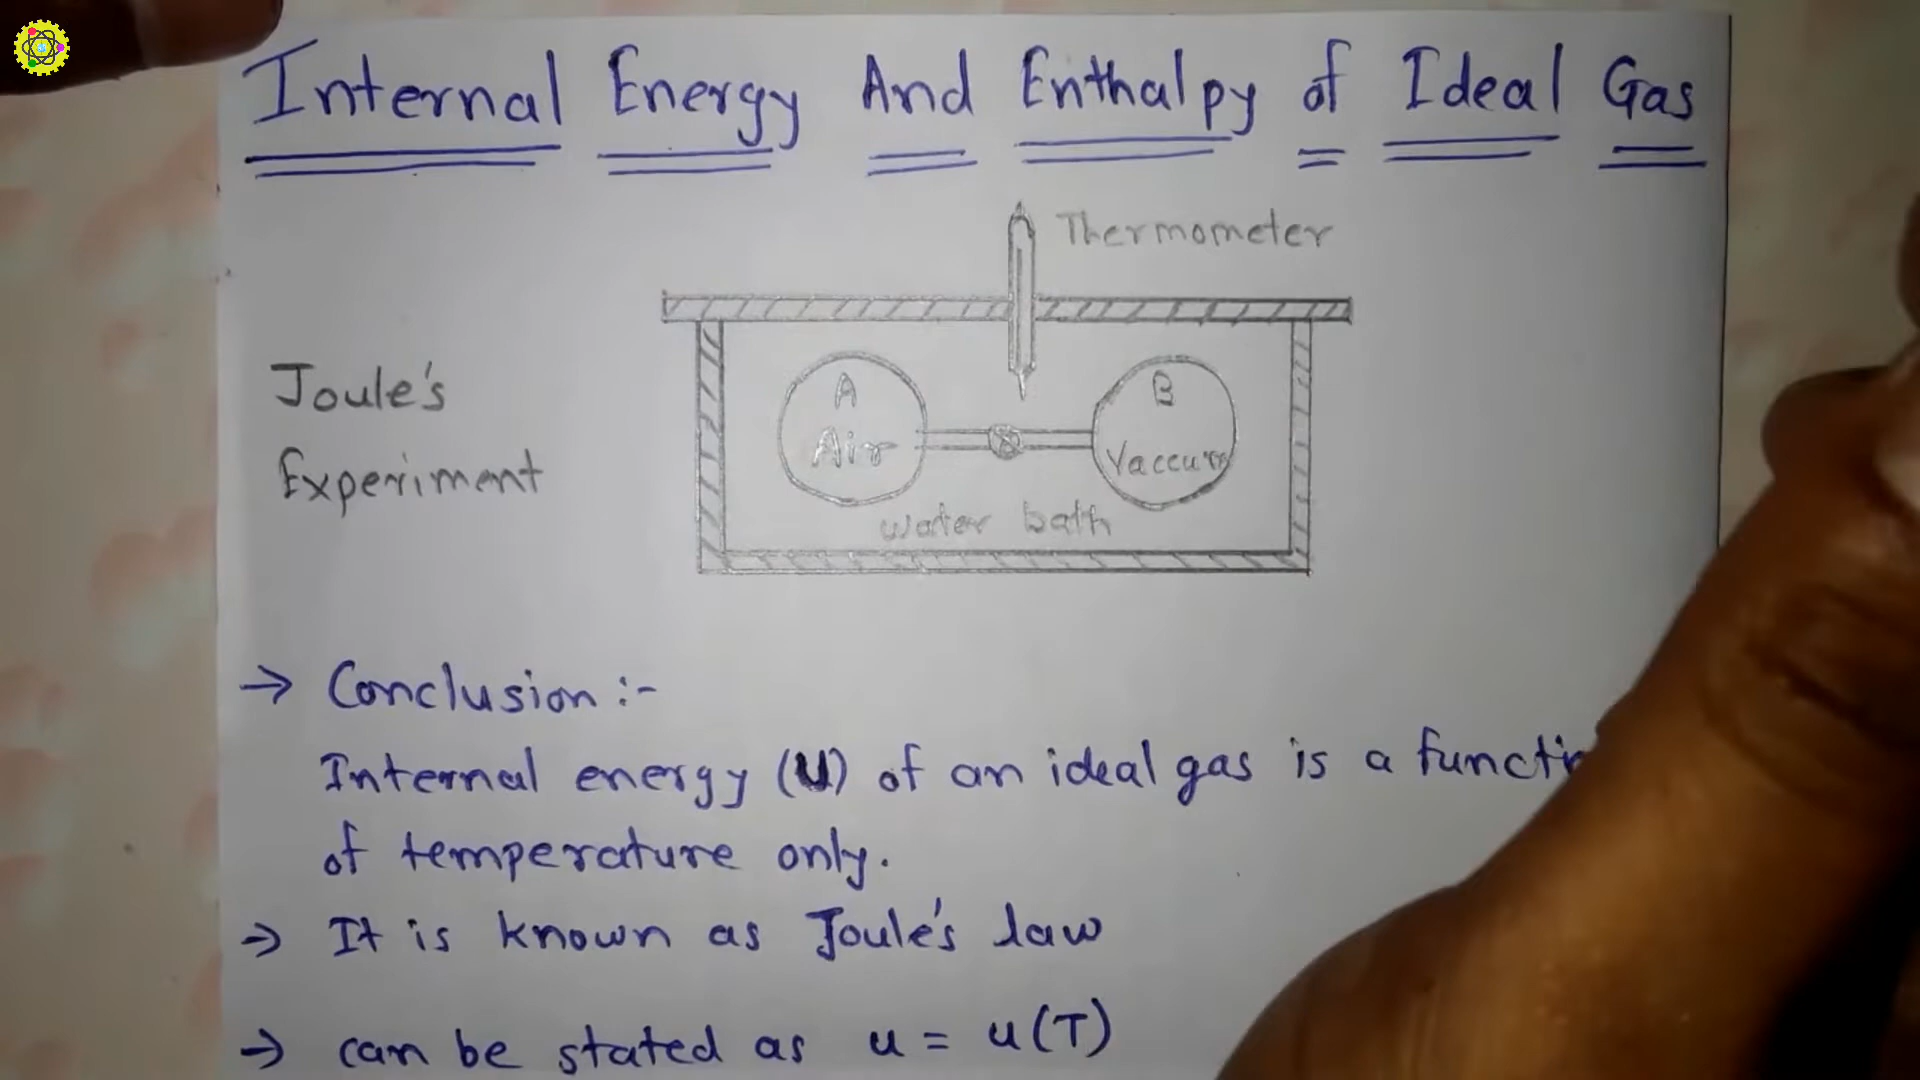 Internal Energy And Enthalpy of Ideal Gas
Thermometer
Joule's
Experiment
A
Air
B
Vaccum
Water bath
→ Conclusion :-
Internal energy (U) of an ideal gas is a
of temperature only.
→ It is known as Joule's law
→ can be stated as u = u(T)